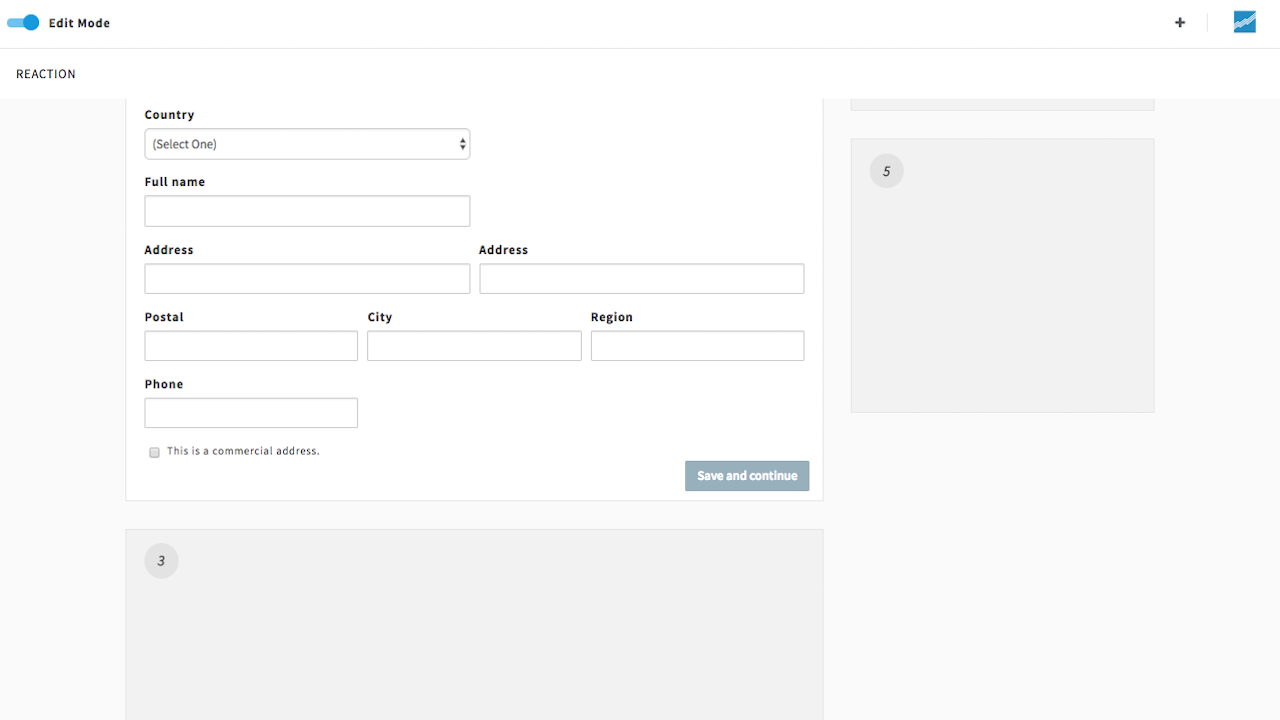 Edit Mode
+
REACTION
Country
(Select One)
Full name
Address
Address
Postal
City
Region
Phone
This is a commercial address.
Save and continue
3
5